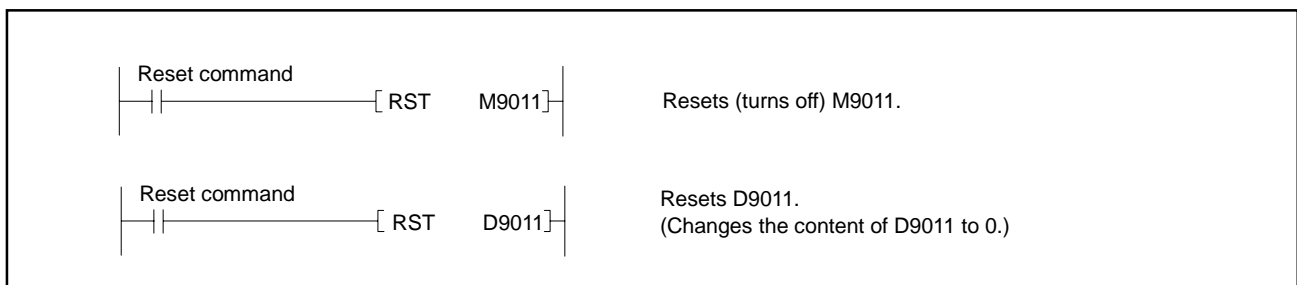 Reset command
RST M9011 Resets (turns off) M9011.
Reset command
RST D9011 Resets D9011.
(Changes the content of D9011 to 0.)